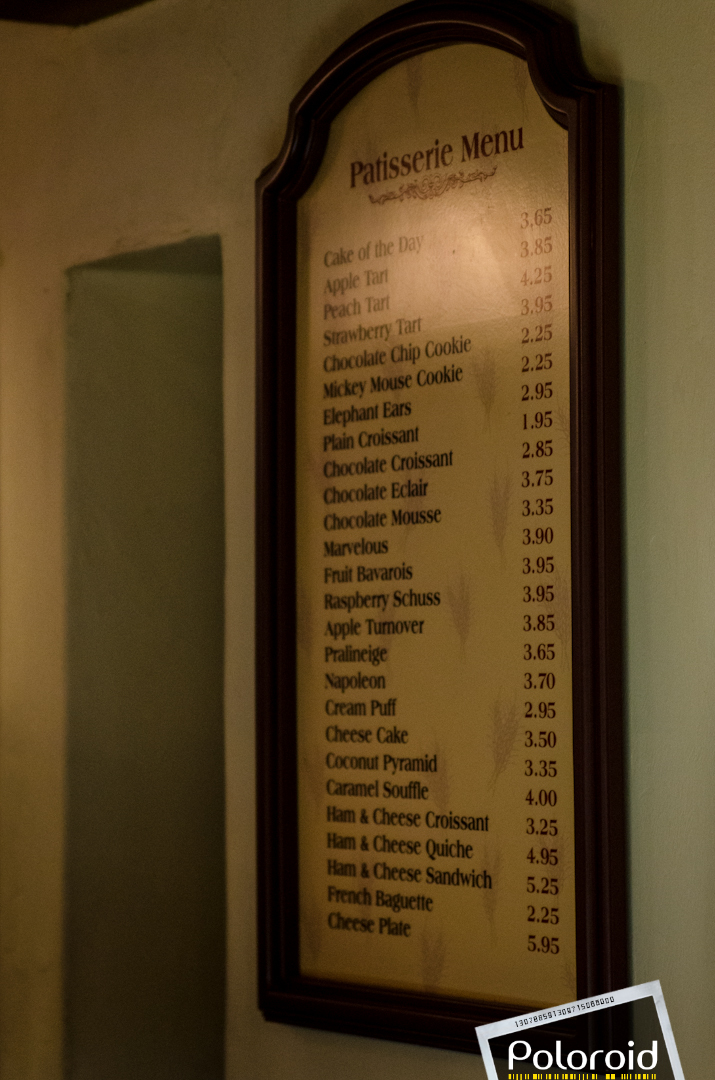 Patisserie Menu
Cake of the Day 3.65
Apple Tart 3.85
Peach Tart 4.25
Strawberry Tart 3.95
Chocolate Chip Cookie 2.25
Mickey Mouse Cookie 2.25
Elephant Ears 2.95
Plain Croissant 1.95
Chocolate Croissant 2.85
Chocolate Eclair 3.75
Chocolate Mousse 3.35
Marvelous 3.90
Fruit Bavarois 3.95
Raspberry Schuss 3.95
Apple Turnover 3.85
Pralineige 3.65
Napoleon 3.70
Cream Puff 2.95
Cheese Cake 3.50
Coconut Pyramid 3.35
Caramel Souffle 4.00
Ham & Cheese Croissant 3.25
Ham & Cheese Quiche 4.95
Ham & Cheese Sandwich 5.25
French Baguette 2.25
Cheese Plate 5.95
Poloroid